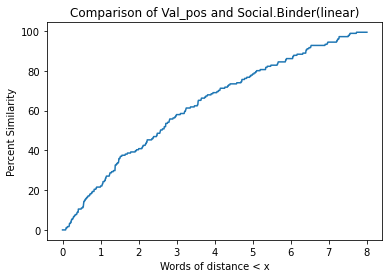 Comparison of Val_pos and Social.Binder(linear)
100
80
60
40
20
0
Percent Similarity
0 1 2 3 4 5 6 7 8
Words of distance < x